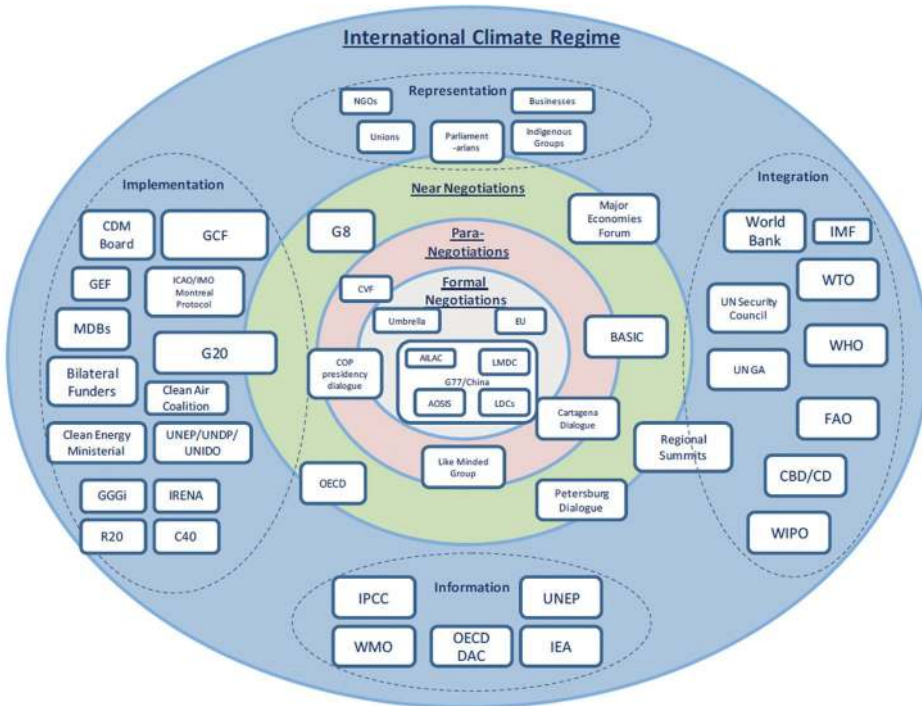 International Climate Regime
Representation
NGOs
Businesses
Unions
Parliament
-arians
Indigenous
Groups
Implementation
CDM
Board
GCF
GEF
ICAO/IMO
Montreal
Protocol
MDBs
G20
Bilateral
Funders
Clean Air
Coalition
Clean Energy
Ministerial
UNEP/UNDP/
UNIDO
GGGi
IRENA
R20
C40
Near Negotiations
G8
Major
Economies
Forum
Para-
Negotiations
CVF
Formal
Negotiations
Umbrella
EU
AILAC
LMDC
G77/China
AOSIS
LDCs
COP
presidency
dialogue
BASIC
Cartagena
Dialogue
Like Minded
Group
OECD
Petersburg
Dialogue
Regional
Summits
Integration
World
Bank
IMF
WTO
UN Security
Council
WHO
UNGA
FAO
CBD/CD
WIPO
Information
IPCC
UNEP
WMO
OECD
DAC
IEA